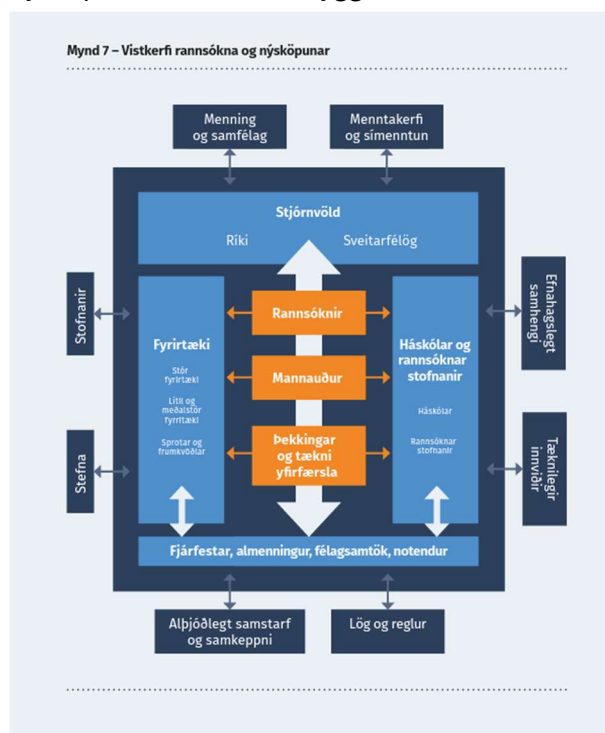 Mynd 7 – Vistkerfi rannsókna og nýsköpunar
Menning
og samfélag
Menntakerfi
og símenntun
Stjórnvöld
Ríki
Sveitarfélög
Stofnanir
Stefna
Fyrirtæki
Stór
fyrirtæki
Lítil og
meðalstór
fyrritæki
Sprotar og
frumkvöðlar
Rannsóknir
Mannauður
Þekkingar
og tækni
yfirfærsla
Háskólar og
rannsóknar
stofnanir
Háskólar
Rannsóknar
stofnanir
Efnahagslegt
samhengi
Tæknilegir
innviðir
Fjárfestar, almenningur, félagsamtök, notendur
Alþjóðlegt samstarf
og samkeppni
Lög og reglur